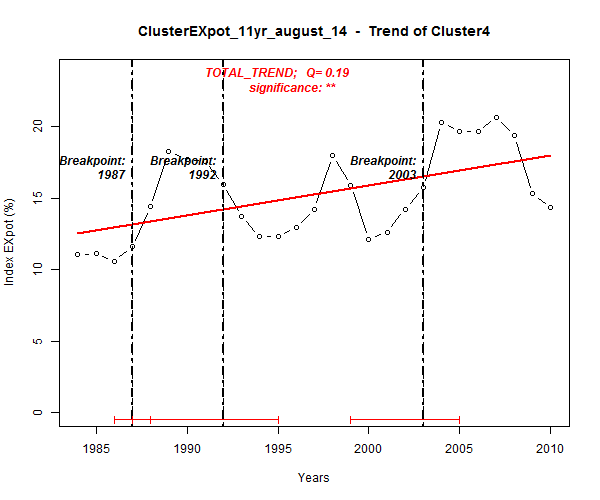 ClusterEXpot_11yr_august_14 - Trend of Cluster4
TOTAL_TREND; Q= 0.19
significance: **
Breakpoint:
1987
Breakpoint:
1992
Breakpoint:
2003
Index EXpot (%)
20
15
10
5
0
1985 1990 1995 2000 2005 2010
Years